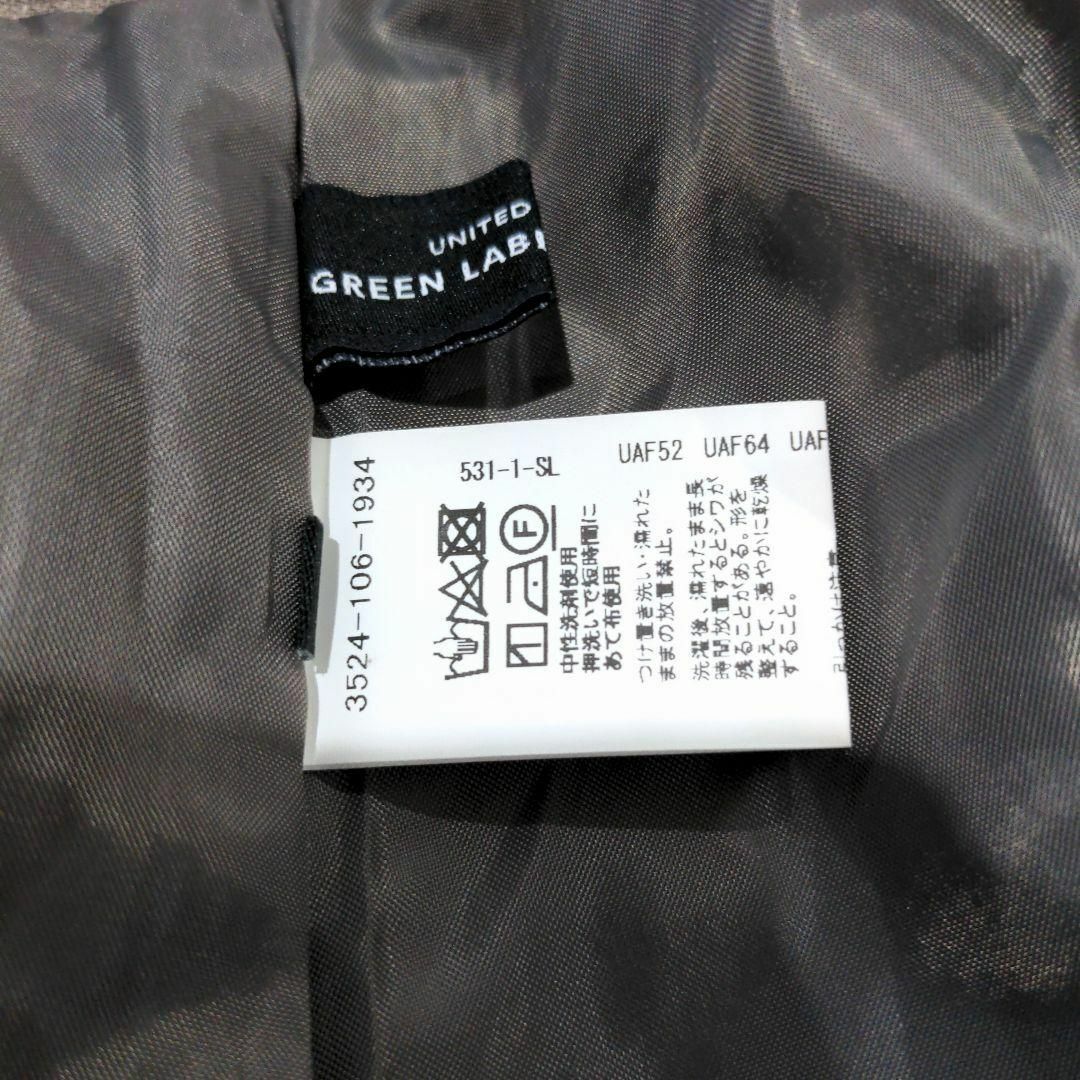 UNITED
GREEN LAB
3524-106-1934
531-1-SL
UAF52 UAF64 UAF
F
中性洗剤使用
押洗いで短時間に
あて布使用
つけ置き洗い・濡れた
ままの放置禁止。
洗濯後、濡れたまま長
時間放置するとシワが
残ることがある。形を
整えて、速やかに乾燥
すること。